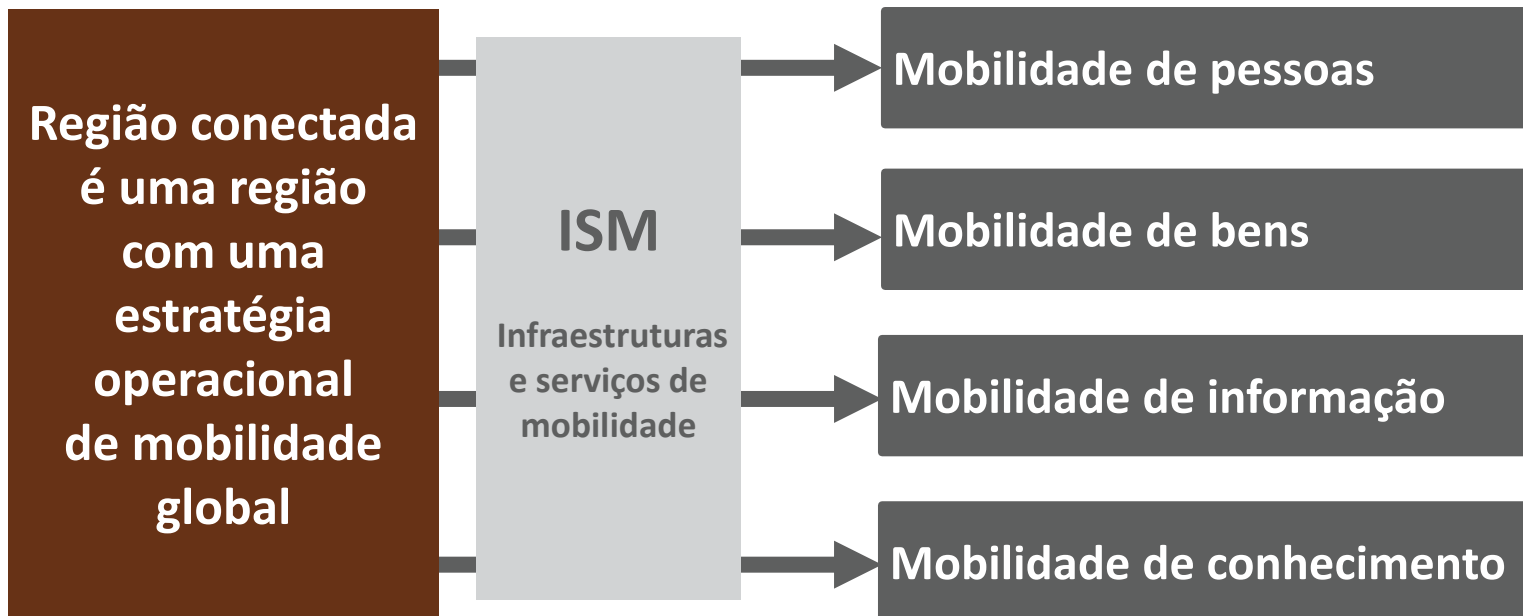 Região conectada
é uma região
com uma
estratégia
operacional
de mobilidade
global
ISM
Infraestruturas
e serviços de
mobilidade
Mobilidade de pessoas
Mobilidade de bens
Mobilidade de informação
Mobilidade de conhecimento